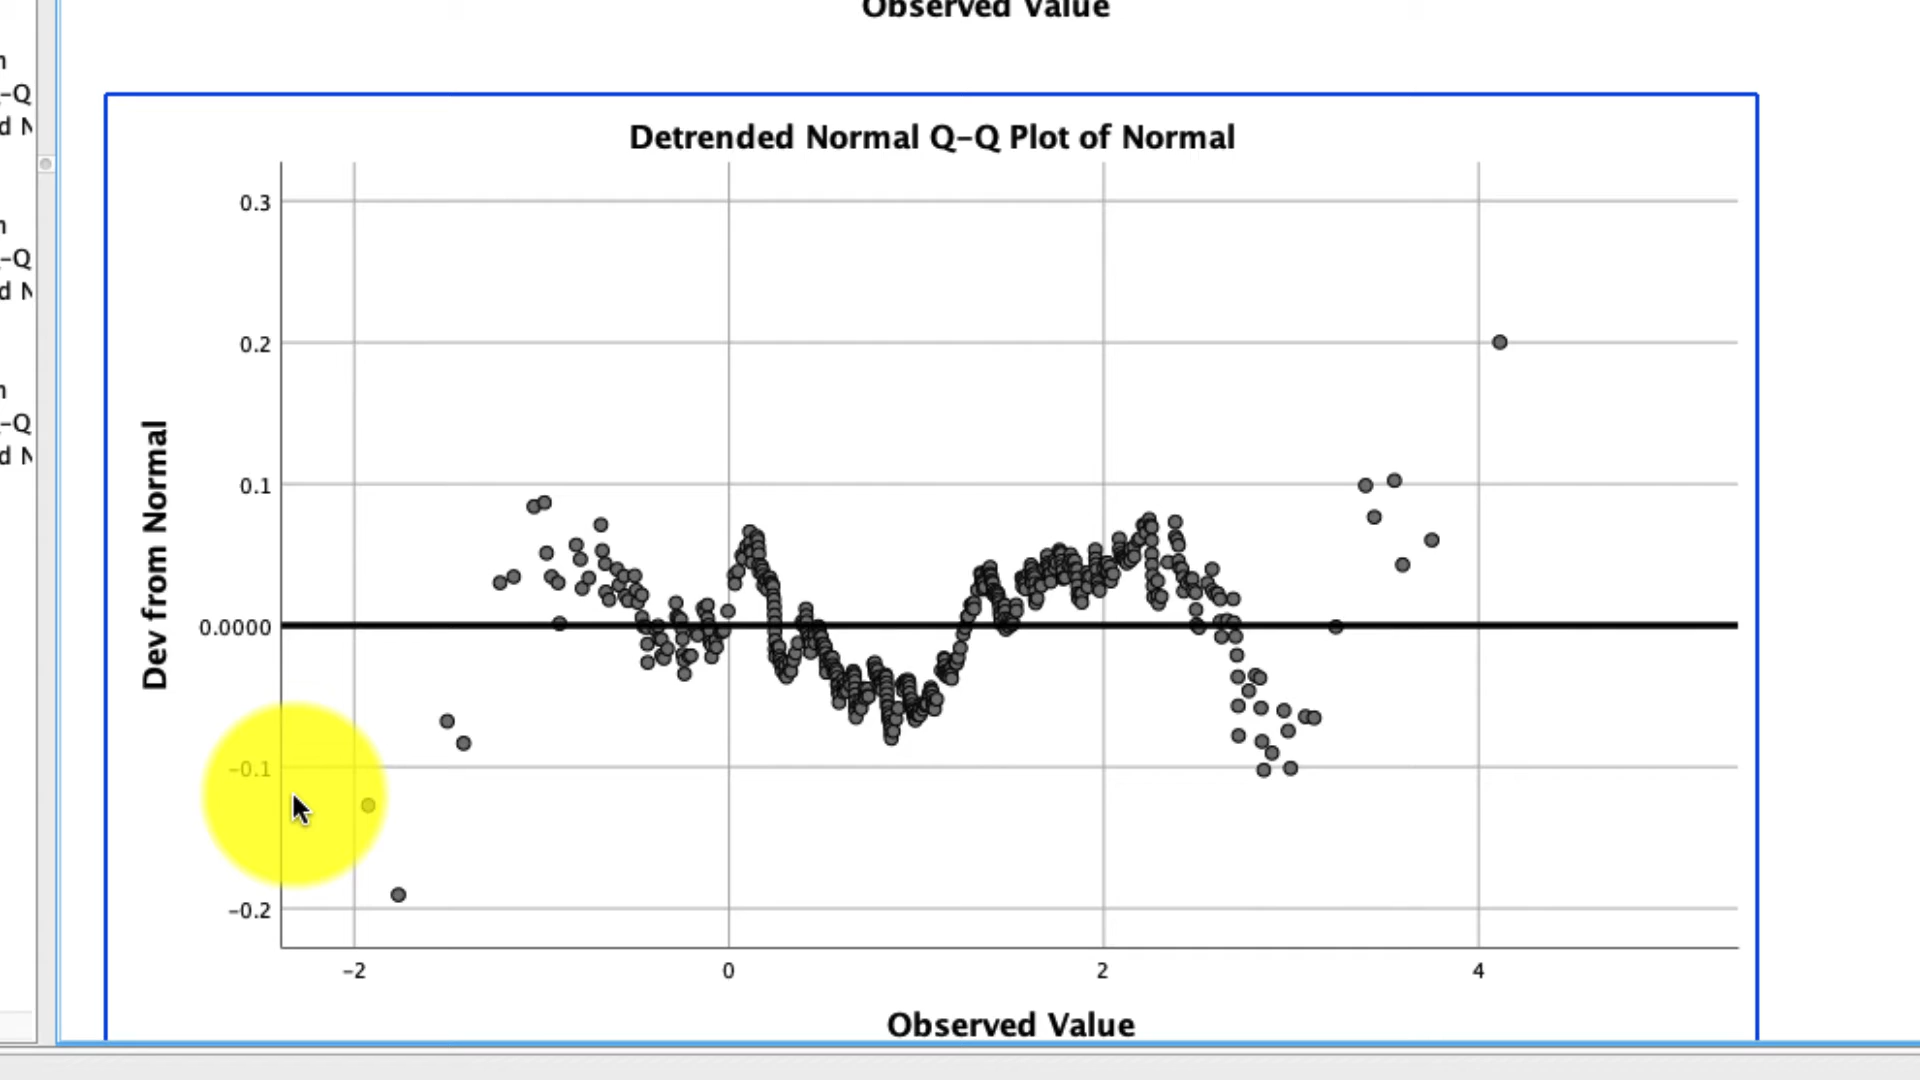 Observed Value
n
-Q
d N
n
-Q
d N
n
-Q
d N
Detrended Normal Q-Q Plot of Normal
0.3
0.2
0.1
0.0000
-0.1
-0.2
Dev from Normal
-2 0 2 4
Observed Value